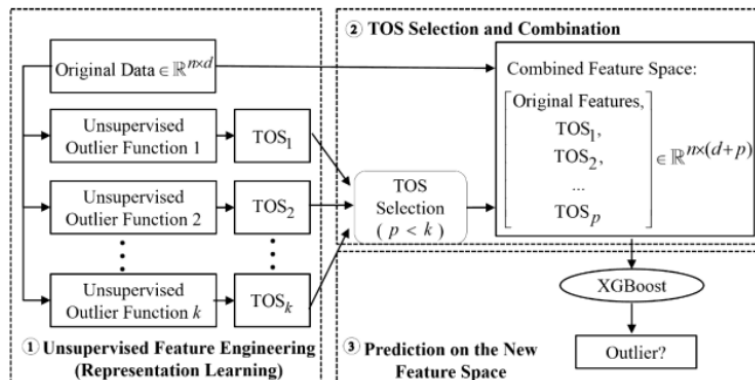 ② TOS Selection and Combination
Original Data ∈ ℝ^{n×d}
Combined Feature Space:
Original Features,
TOS₁,
TOS₂,
...
TOSₚ
∈ ℝ^{n×(d+p)}
Unsupervised
Outlier Function 1
TOS₁
Unsupervised
Outlier Function 2
TOS₂
Unsupervised
Outlier Function k
TOSₖ
TOS
Selection
( p < k )
XGBoost
Outlier?
① Unsupervised Feature Engineering
(Representation Learning)
③ Prediction on the New
Feature Space